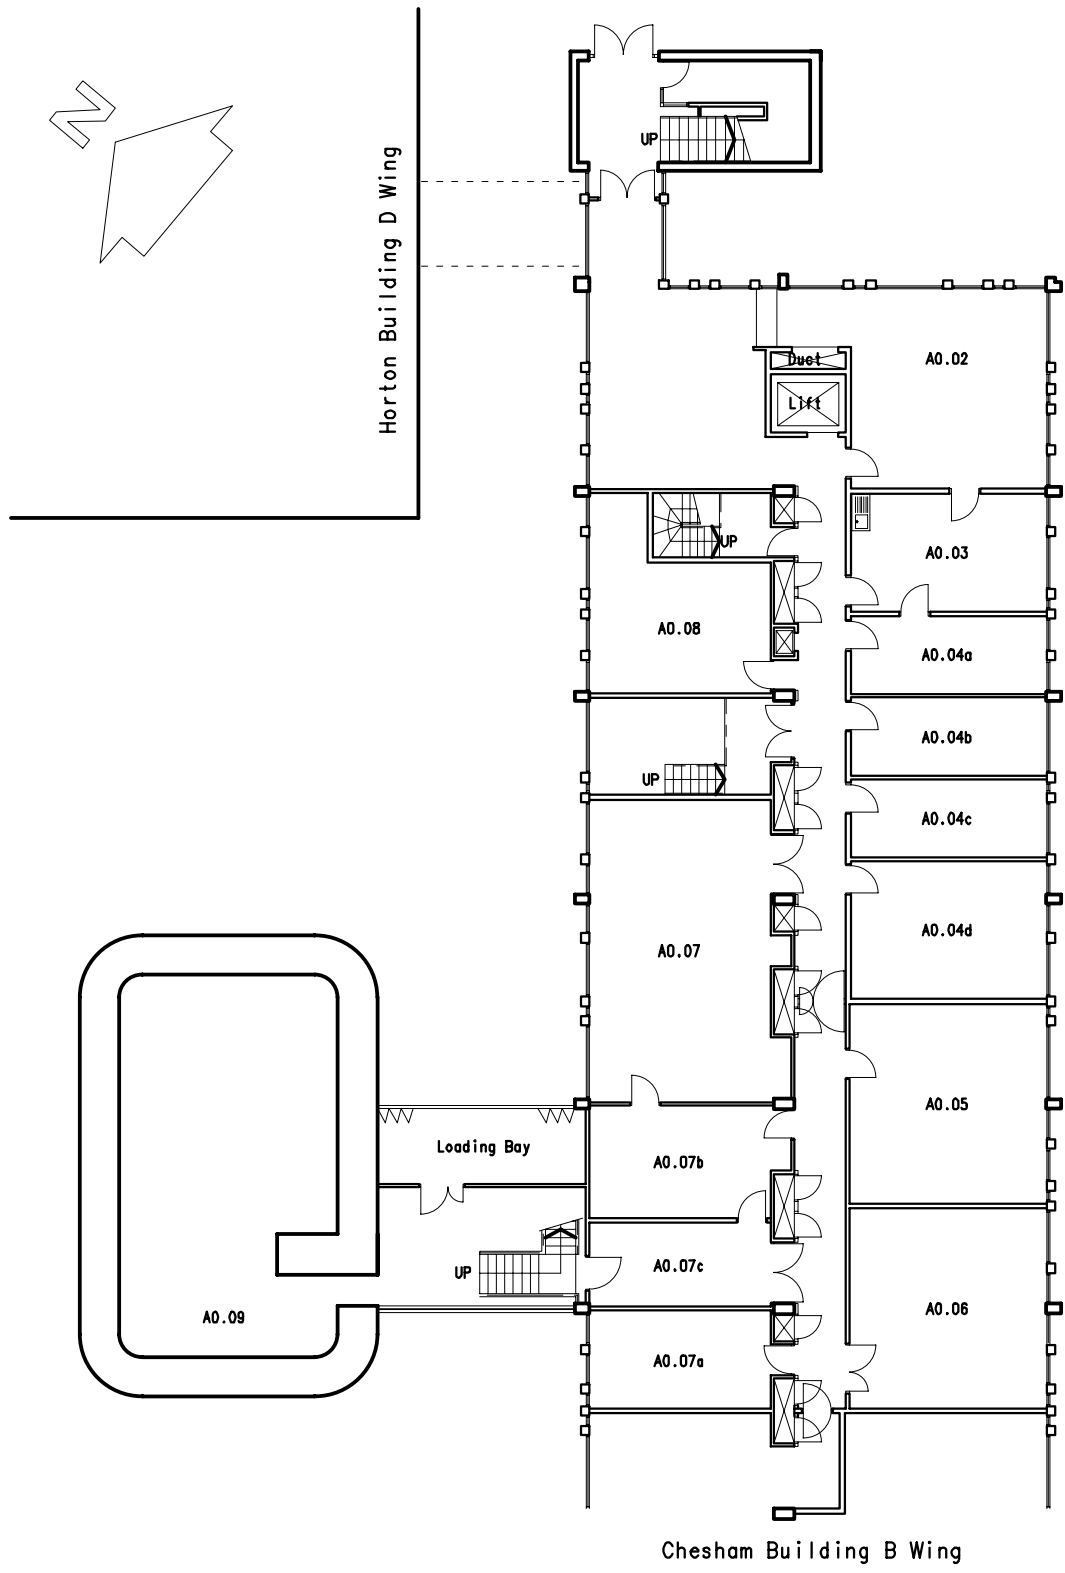 N
UP
Horton Building D Wing
Duct
A0.02
Lift
UP
A0.03
A0.08
A0.04a
A0.04b
UP
A0.04c
A0.04d
A0.07
A0.05
Loading Bay
A0.07b
A0.07c
UP
A0.06
A0.09
A0.07a
Chesham Building B Wing